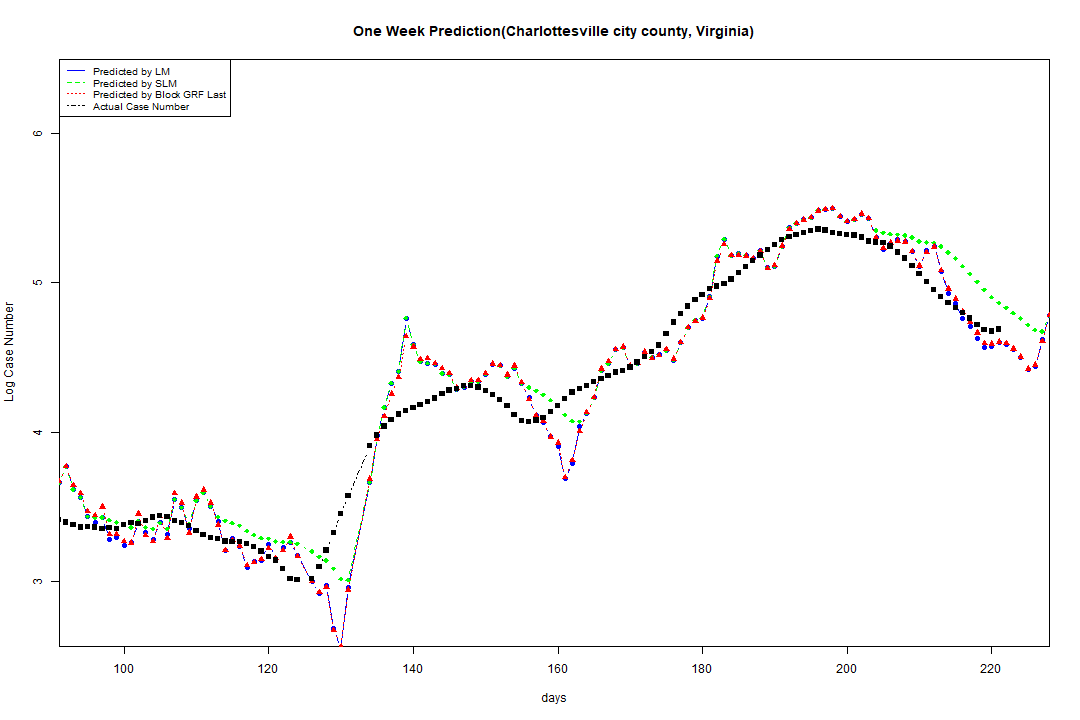 One Week Prediction(Charlottesville city county, Virginia)
Predicted by LM
Predicted by SLM
Predicted by Block GRF Last
Actual Case Number
6
5
4
3
Log Case Number
100 120 140 160 180 200 220
days